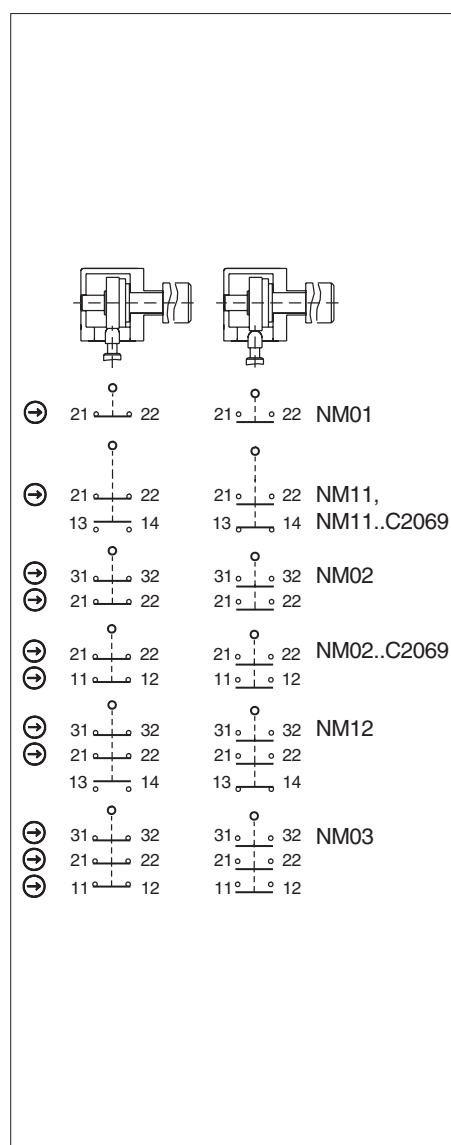 21 22 21 22 NM01
21 22 21 22 NM11,
13 14 13 14 NM11..C2069
31 32 31 32 NM02
21 22 21 22
21 22 21 22 NM02..C2069
11 12 11 12
31 32 31 32 NM12
21 22 21 22
13 14 13 14
31 32 31 32 NM03
21 22 21 22
11 12 11 12